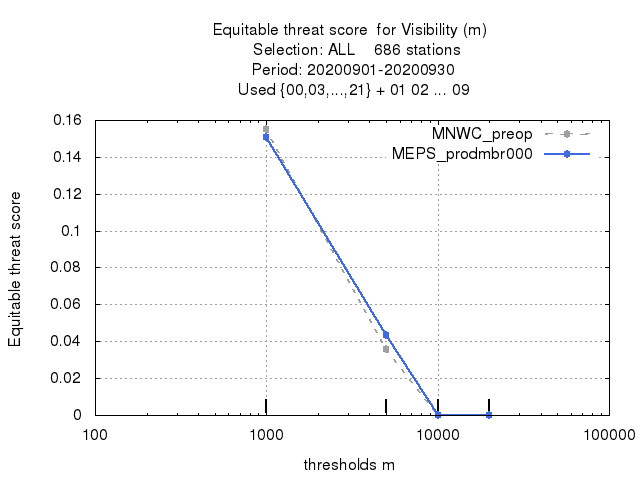 Equitable threat score  for Visibility (m)
Selection: ALL    686 stations
Period: 20200901-20200930
Used {00,03,...,21} + 01 02 ... 09
MNWC_preop
MEPS_prodmbr000
Equitable threat score
0.16
0.14
0.12
0.1
0.08
0.06
0.04
0.02
0
100
1000
10000
100000
thresholds m